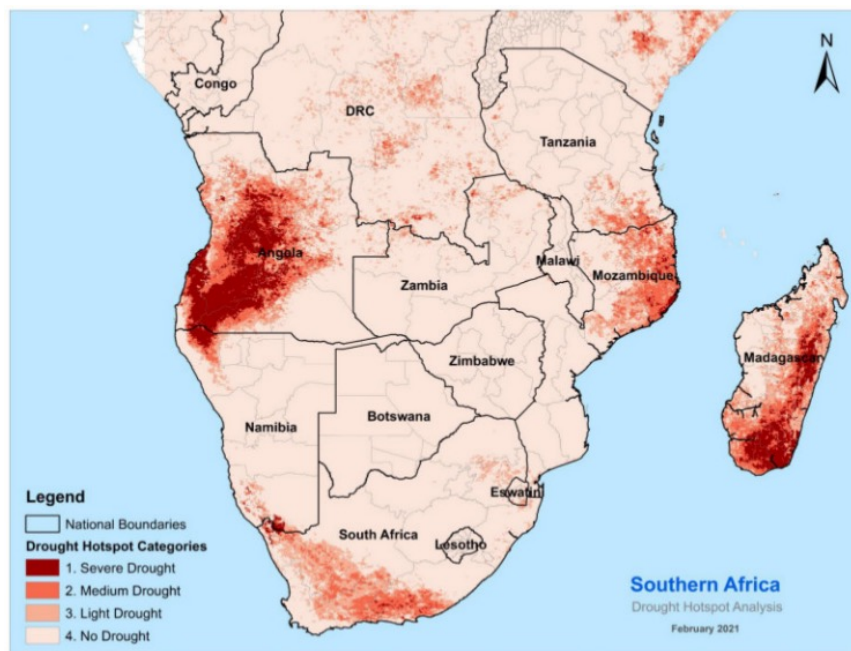 N
Congo
DRC
Tanzania
Angola
Malawi
Mozambique
Zambia
Madagascar
Zimbabwe
Botswana
Namibia
Eswatini
South Africa
Lesotho
Legend
National Boundaries
Drought Hotspot Categories
1. Severe Drought
2. Medium Drought
3. Light Drought
4. No Drought
Southern Africa
Drought Hotspot Analysis
February 2021